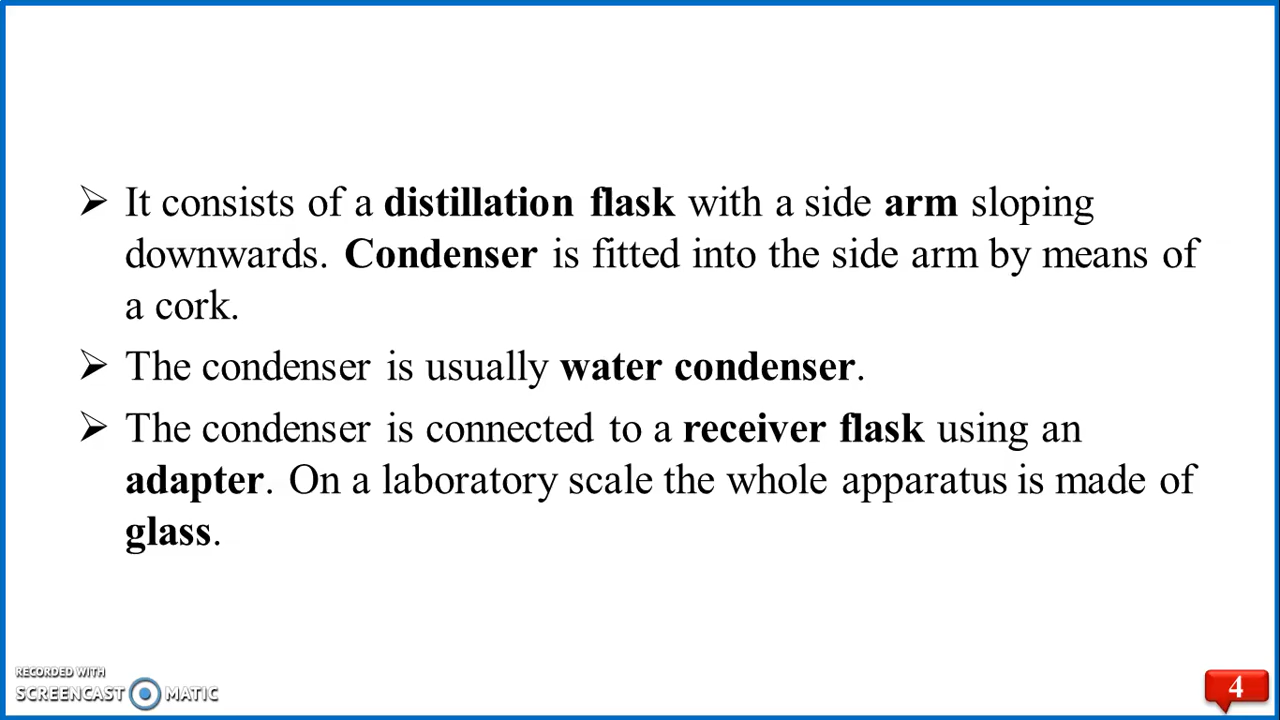 ➢ It consists of a distillation flask with a side arm sloping
downwards. Condenser is fitted into the side arm by means of
a cork.
➢ The condenser is usually water condenser.
➢ The condenser is connected to a receiver flask using an
adapter. On a laboratory scale the whole apparatus is made of
glass.
RECORDED WITH
SCREENCAST MATIC
4